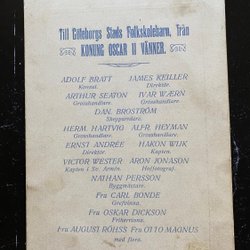 Till Göteborgs Stads Folkskolebarn, från
KONUNG OSCAR II VÄNNER.
ADOLF BRATT JAMES KEILLER
Konsul. Direktör.
ARTHUR SEATON IVAR WÆRN
Grosshandlare. Grosshandlare.
DAN. BROSTRÖM
Skeppsredare.
HERM. HARTVIG ALFR. HEYMAN
Grosshandlare. Grosshandlare.
ERNST ANDRÉE HAKON WIJK
Direktör. Kapten.
VICTOR WESTER ARON JONASON
Kapten i Sv. Armén. Hoffotograf.
NATHAN PERSSON
Byggmästare.
Fru CARL BONDE
Grefvinna.
Fru OSCAR DICKSON
Friherrinna.
Fru AUGUST RÖHSS Fru OTTO MAGNUS
med flera.